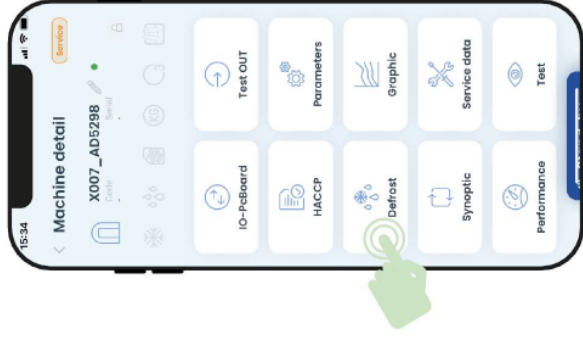 15:34
Machine detail
Service
X007_AD5298
Code
Serial
-
-
IO-PcBoard
Test OUT
HACCP
Parameters
Defrost
Graphic
Synoptic
Service data
Performance
Test